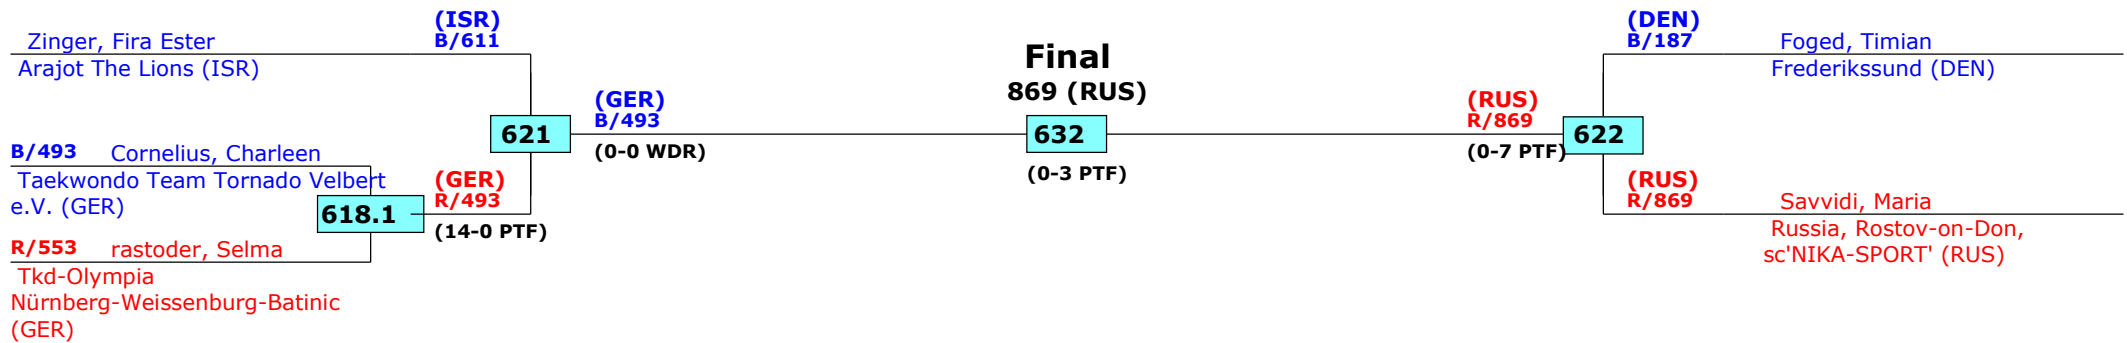 (ISR)
B/611
Zinger, Fira Ester
Arajot The Lions (ISR)
621
(GER)
B/493
(0-0 WDR)
B/493 Cornelius, Charleen
Taekwondo Team Tornado Velbert
e.V. (GER)
618.1
(GER)
R/493
(14-0 PTF)
R/553 rastoder, Selma
Tkd-Olympia
Nürnberg-Weissenburg-Batinic
(GER)
Final
869 (RUS)
632
(0-3 PTF)
(RUS)
R/869
(0-7 PTF)
622
(DEN)
B/187
Foged, Timian
Frederikssund (DEN)
(RUS)
R/869
Savvidi, Maria
Russia, Rostov-on-Don,
sc'NIKA-SPORT' (RUS)